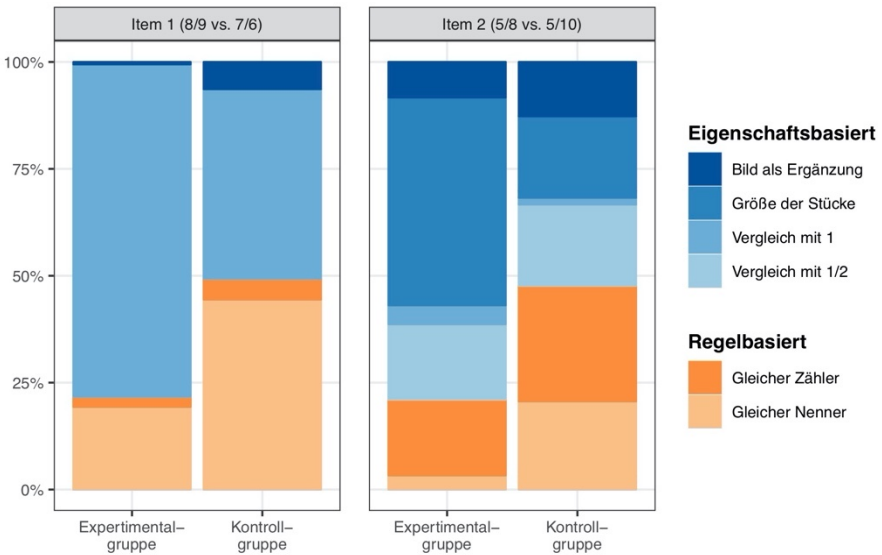 Item 1 (8/9 vs. 7/6)
Item 2 (5/8 vs. 5/10)
100%
75%
50%
25%
0%
Expertimental–
gruppe
Kontroll–
gruppe
Expertimental–
gruppe
Kontroll–
gruppe
Eigenschaftsbasiert
Bild als Ergänzung
Größe der Stücke
Vergleich mit 1
Vergleich mit 1/2
Regelbasiert
Gleicher Zähler
Gleicher Nenner